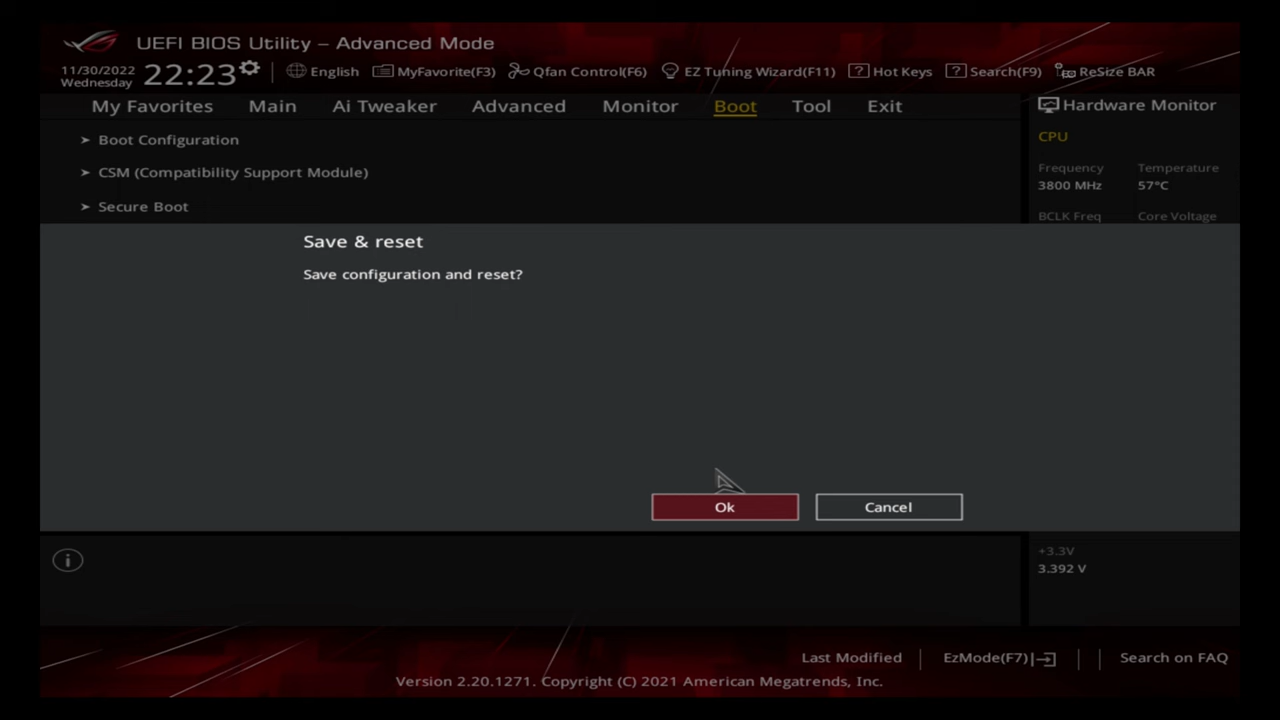 UEFI BIOS Utility – Advanced Mode
11/30/2022
Wednesday
22:23
English
MyFavorite(F3)
Qfan Control(F6)
EZ Tuning Wizard(F11)
? Hot Keys
? Search(F9)
ReSize BAR
My Favorites
Main
Ai Tweaker
Advanced
Monitor
Boot
Tool
Exit
Hardware Monitor
Boot Configuration
CSM (Compatibility Support Module)
Secure Boot
CPU
Frequency
Temperature
3800 MHz
57°C
BCLK Freq
Core Voltage
Save & reset
Save configuration and reset?
Ok
Cancel
+3.3V
3.392 V
Last Modified
EzMode(F7)
Search on FAQ
Version 2.20.1271. Copyright (C) 2021 American Megatrends, Inc.